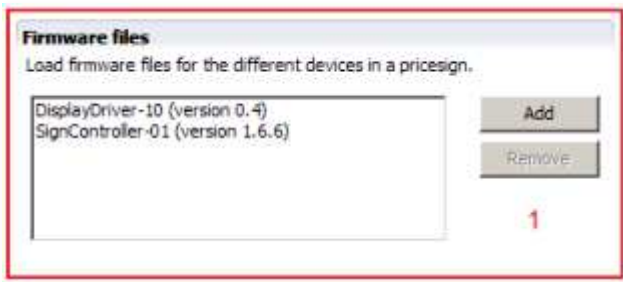 Firmware files
Load firmware files for the different devices in a pricesign.
DisplayDriver-10 (version 0.4)
SignController-01 (version 1.6.6)
Add
Remove
1